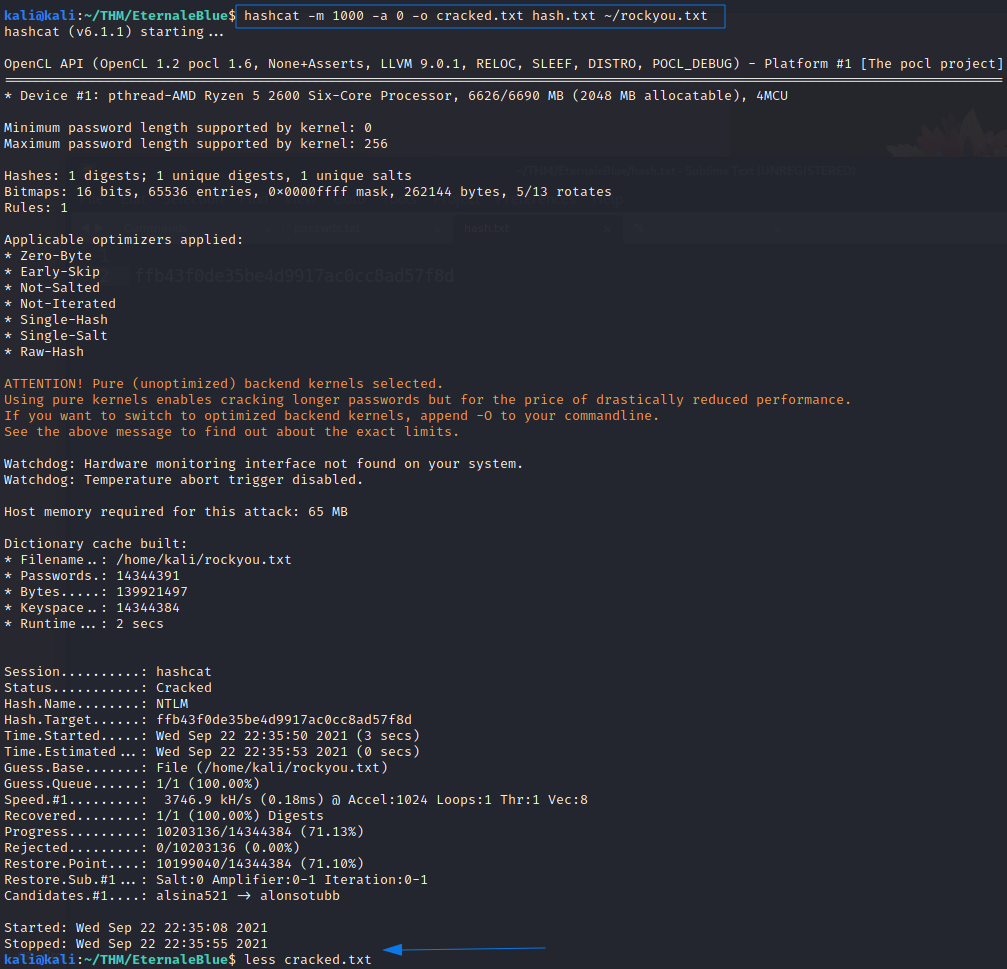 kali@kali:~/THM/EternaleBlue$ hashcat -m 1000 -a 0 -o cracked.txt hash.txt ~/rockyou.txt
hashcat (v6.1.1) starting...
OpenCL API (OpenCL 1.2 pocl 1.6, None+Asserts, LLVM 9.0.1, RELOC, SLEEF, DISTRO, POCL_DEBUG) - Platform #1 [The pocl project]
=============================================================================================================================
* Device #1: pthread-AMD Ryzen 5 2600 Six-Core Processor, 6626/6690 MB (2048 MB allocatable), 4MCU
Minimum password length supported by kernel: 0
Maximum password length supported by kernel: 256
Hashes: 1 digests; 1 unique digests, 1 unique salts
Bitmaps: 16 bits, 65536 entries, 0x0000ffff mask, 262144 bytes, 5/13 rotates
Rules: 1
hash.txt
Applicable optimizers applied:
* Zero-Byte
* Early-Skip
ffb43f0de35be4d9917ac0cc8ad57f8d
* Not-Salted
* Not-Iterated
* Single-Hash
* Single-Salt
* Raw-Hash
ATTENTION! Pure (unoptimized) backend kernels selected.
Using pure kernels enables cracking longer passwords but for the price of drastically reduced performance.
If you want to switch to optimized backend kernels, append -O to your commandline.
See the above message to find out about the exact limits.
Watchdog: Hardware monitoring interface not found on your system.
Watchdog: Temperature abort trigger disabled.
Host memory required for this attack: 65 MB
Dictionary cache built:
* Filename..: /home/kali/rockyou.txt
* Passwords.: 14344391
* Bytes.....: 139921497
* Keyspace..: 14344384
* Runtime...: 2 secs
Session..........: hashcat
Status...........: Cracked
Hash.Name........: NTLM
Hash.Target......: ffb43f0de35be4d9917ac0cc8ad57f8d
Time.Started.....: Wed Sep 22 22:35:50 2021 (3 secs)
Time.Estimated...: Wed Sep 22 22:35:53 2021 (0 secs)
Guess.Base.......: File (/home/kali/rockyou.txt)
Guess.Queue......: 1/1 (100.00%)
Speed.#1.........:  3746.9 kH/s (0.18ms) @ Accel:1024 Loops:1 Thr:1 Vec:8
Recovered........: 1/1 (100.00%) Digests
Progress.........: 10203136/14344384 (71.13%)
Rejected.........: 0/10203136 (0.00%)
Restore.Point....: 10199040/14344384 (71.10%)
Restore.Sub.#1...: Salt:0 Amplifier:0-1 Iteration:0-1
Candidates.#1....: alsina521 -> alonsotubb
Started: Wed Sep 22 22:35:08 2021
Stopped: Wed Sep 22 22:35:55 2021
kali@kali:~/THM/EternaleBlue$ less cracked.txt